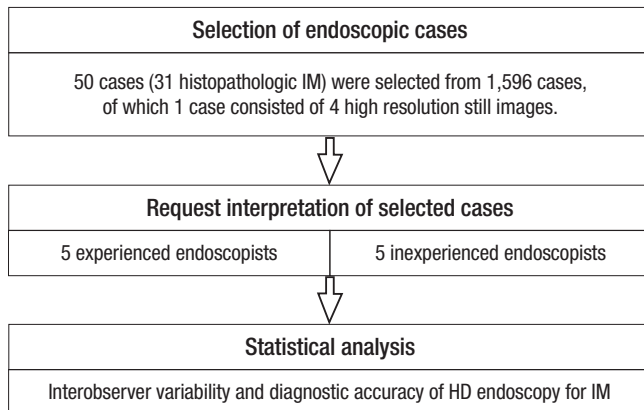 Selection of endoscopic cases
50 cases (31 histopathologic IM) were selected from 1,596 cases,
of which 1 case consisted of 4 high resolution still images.
Request interpretation of selected cases
5 experienced endoscopists
5 inexperienced endoscopists
Statistical analysis
Interobserver variability and diagnostic accuracy of HD endoscopy for IM